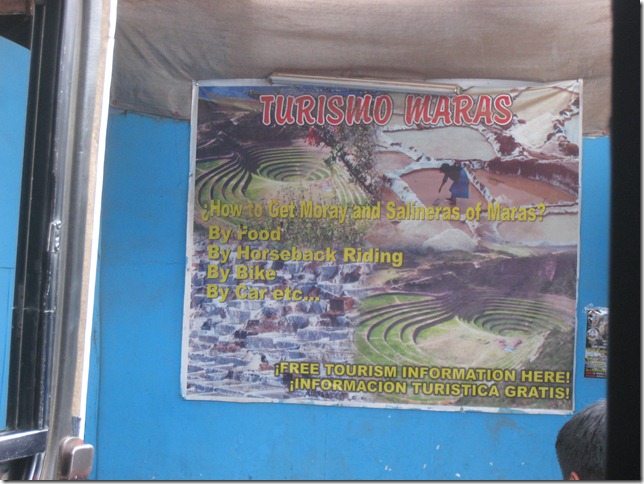 TURISMO MARAS
¿How to Get Moray and Salineras of Maras?
By Food
By Horseback Riding
By Bike
By Car etc...
¡FREE TOURISM INFORMATION HERE!
¡INFORMACION TURISTICA GRATIS!